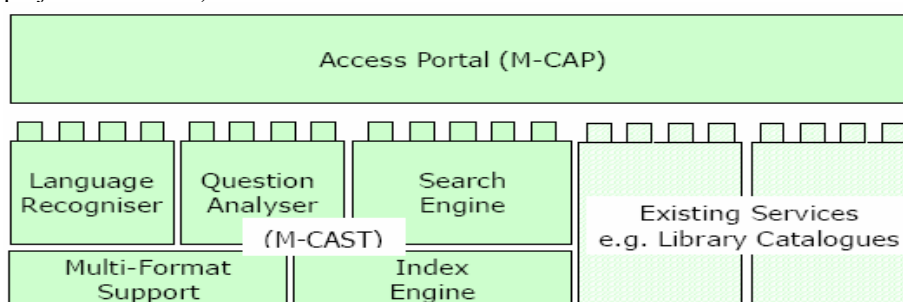 Access Portal (M-CAP)
Language
Recogniser
Question
Analyser
Search
Engine
(M-CAST)
Existing Services
e.g. Library Catalogues
Multi-Format
Support
Index
Engine